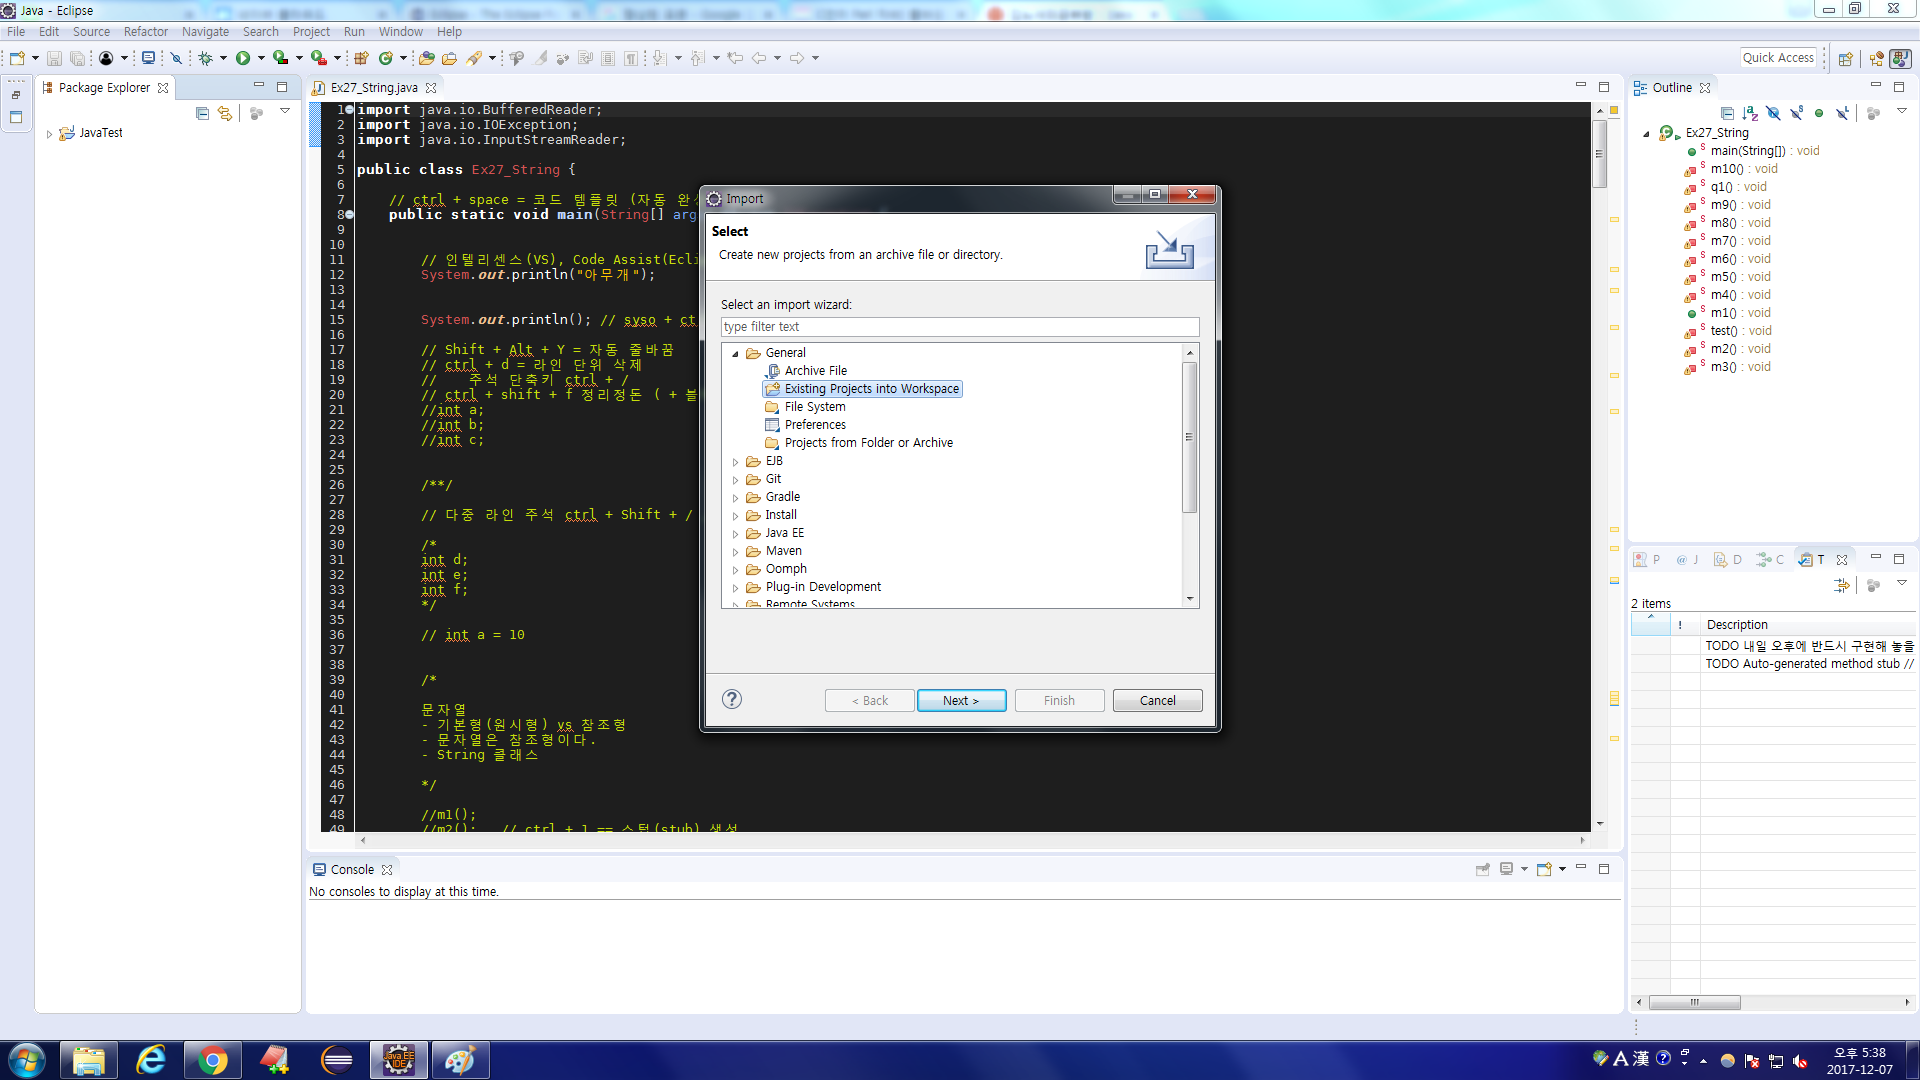 Java - Eclipse
File Edit Source Refactor Navigate Search Project Run Window Help
Quick Access
Package Explorer
JavaTest
Ex27_String.java
1 import java.io.BufferedReader;
2 import java.io.IOException;
3 import java.io.InputStreamReader;
4
5 public class Ex27_String {
6
7 // ctrl + space = 코드 템플릿 (자동 완성
8 public static void main(String[] arg
9
10
11 // 인텔리센스(VS), Code Assist(Ecli
12 System.out.println("아무개");
13
14
15 System.out.println(); // syso + ct
16
17 // Shift + Alt + Y = 자동 줄바꿈
18 // ctrl + d = 라인 단위 삭제
19 // 주석 단축키 ctrl + /
20 // ctrl + shift + f 정리정돈 ( + 블
21 //int a;
22 //int b;
23 //int c;
24
25
26 /**/
27
28 // 다중 라인 주석 ctrl + Shift + /
29
30 /*
31 int d;
32 int e;
33 int f;
34 */
35
36 // int a = 10
37
38
39 /*
40
41 문자열
42 - 기본형(원시형) vs 참조형
43 - 문자열은 참조형이다.
44 - String 클래스
45
46 */
47
48 //m1();
49 //m2(); // ctrl + 1 == 스텁(stub) 생성
Import
Select
Create new projects from an archive file or directory.
Select an import wizard:
type filter text
General
Archive File
Existing Projects into Workspace
File System
Preferences
Projects from Folder or Archive
EJB
Git
Gradle
Install
Java EE
Maven
Oomph
Plug-in Development
Remote Systems
?
< Back Next > Finish Cancel
Outline
Ex27_String
main(String[]) : void
m10() : void
q1() : void
m9() : void
m8() : void
m7() : void
m6() : void
m5() : void
m4() : void
m1() : void
test() : void
m2() : void
m3() : void
P @ J D C T
2 items
! Description
TODO 내일 오후에 반드시 구현해 놓을
TODO Auto-generated method stub //
Console
No consoles to display at this time.
Java EE
IDE
A 漢 ?
오후 5:38
2017-12-07